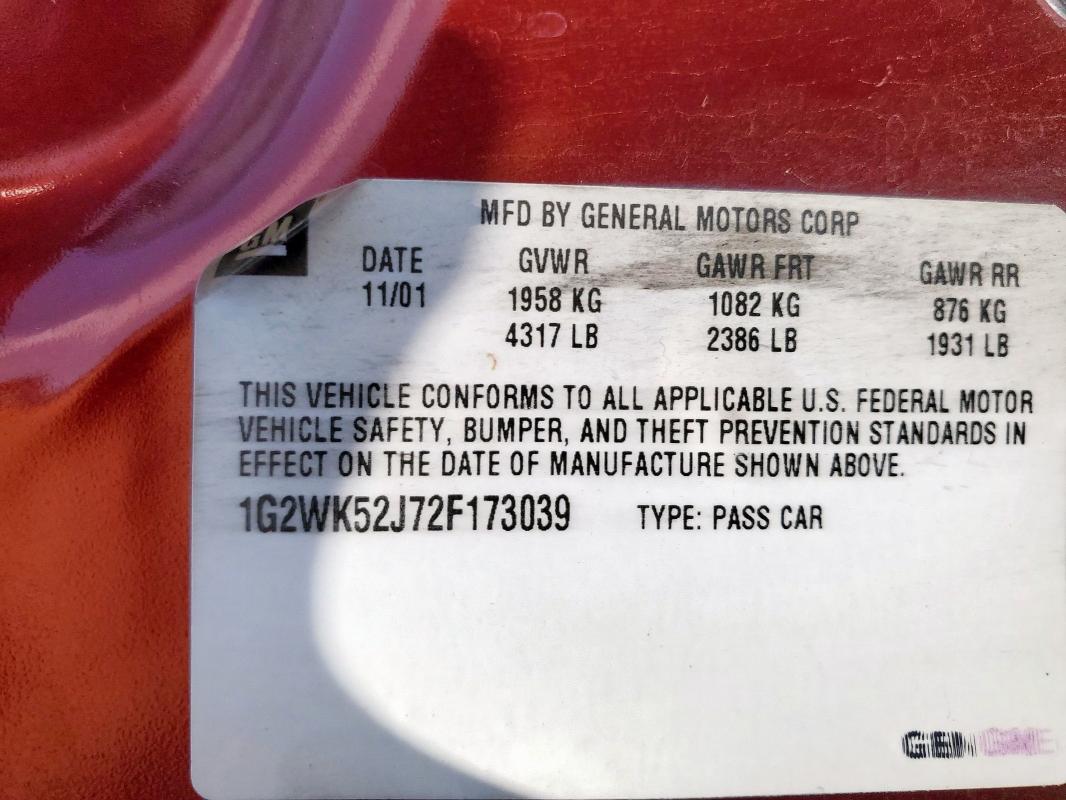 GM
MFD BY GENERAL MOTORS CORP
DATE GVWR GAWR FRT GAWR RR
11/01 1958 KG 1082 KG 876 KG
4317 LB 2386 LB 1931 LB
THIS VEHICLE CONFORMS TO ALL APPLICABLE U.S. FEDERAL MOTOR
VEHICLE SAFETY, BUMPER, AND THEFT PREVENTION STANDARDS IN
EFFECT ON THE DATE OF MANUFACTURE SHOWN ABOVE.
1G2WK52J72F173039 TYPE: PASS CAR